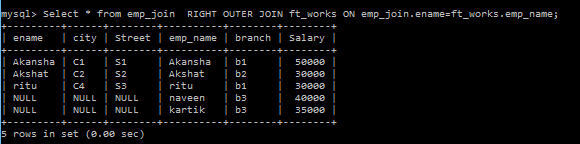 mysql> Select * from emp_join  RIGHT OUTER JOIN ft_works ON emp_join.ename=ft_works.emp_name;
+---------+------+--------+----------+--------+--------+
| ename   | city | Street | emp_name | branch | Salary |
+---------+------+--------+----------+--------+--------+
| Akansha | C1   | S1     | Akansha  | b1     |  50000 |
| Akshat  | C2   | S2     | Akshat   | b2     |  30000 |
| ritu    | C4   | S3     | ritu     | b1     |  30000 |
| NULL    | NULL | NULL   | naveen   | b3     |  40000 |
| NULL    | NULL | NULL   | kartik   | b3     |  35000 |
+---------+------+--------+----------+--------+--------+
5 rows in set (0.00 sec)